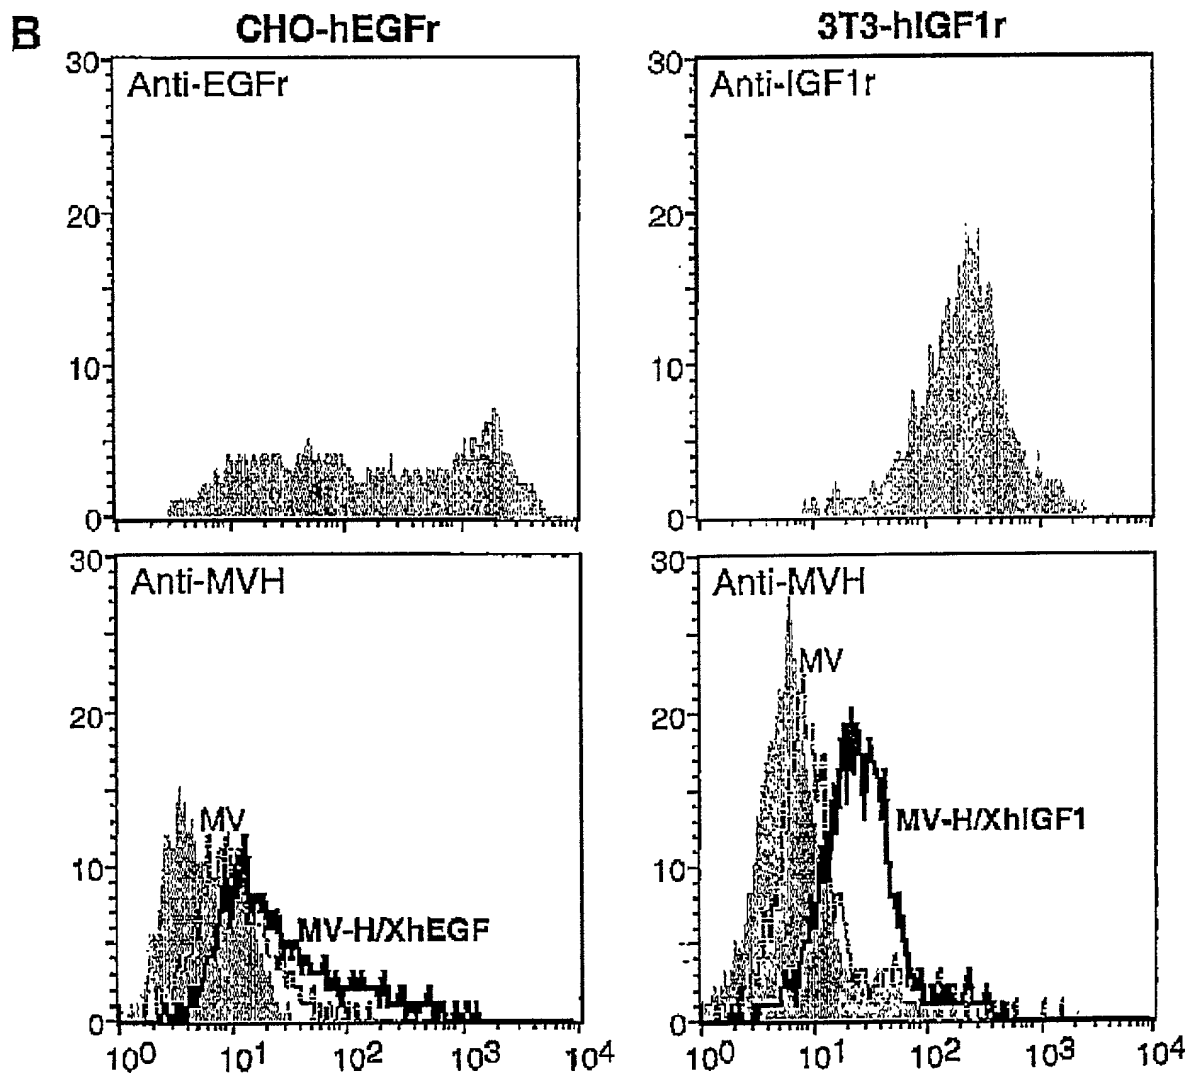 B
CHO-hEGFr
3T3-hIGF1r
30
Anti-EGFr
20
10
0
30
Anti-IGF1r
20
10
0
30
Anti-MVH
20
MV
10
MV-H/XhEGF
0
10⁰ 10¹ 10² 10³ 10⁴
30
Anti-MVH
MV
20
MV-H/XhIGF1
10
0
10⁰ 10¹ 10² 10³ 10⁴